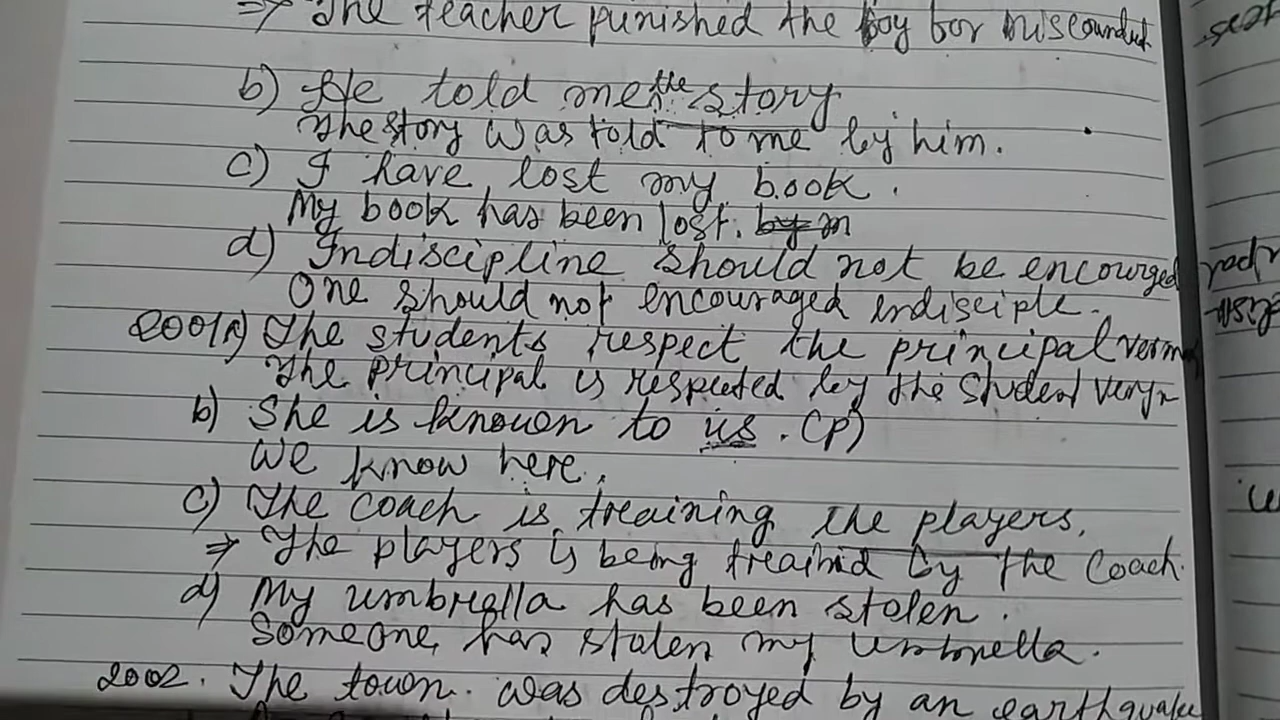 => The teacher punished the boy bor miscounduct
b) He told me the story
The story was told to me by him.
c) I have lost my book.
My book has been lost. by m
d) Indiscipline should not be encourged
One should not encouraged indisciple.
2001(A) The students respect the principal verm
The principal is respected by the student very
b) She is known to us. (P)
We know here.
c) The coach is training the players.
=> The players is being treained by the coach.
d) My umbrella has been stolen.
Someone has stolen my umbrella.
2002. The town. was destroyed by an earthquake